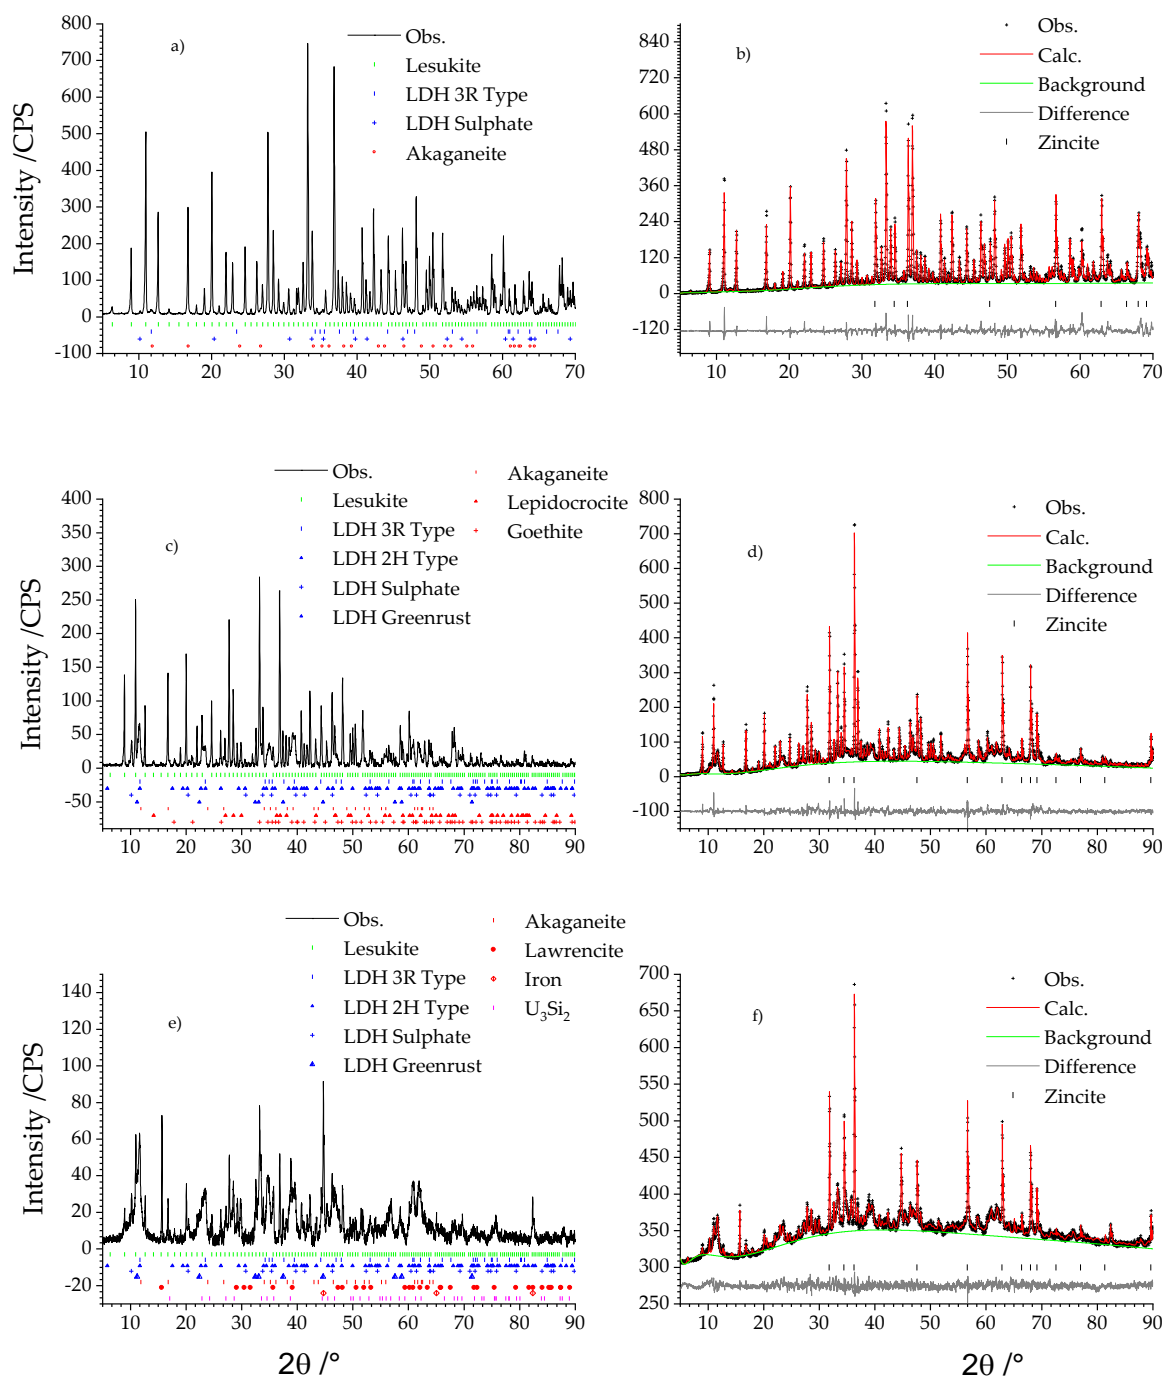 800
700
600
500
400
300
200
100
0
-100
Intensity /CPS
a)
Obs.
Lesukite
LDH 3R Type
LDH Sulphate
Akaganeite
10 20 30 40 50 60 70
840
720
600
480
360
240
120
0
-120
b)
Obs.
Calc.
Background
Difference
Zincite
10 20 30 40 50 60 70
400
350
300
250
200
150
100
50
0
-50
Intensity /CPS
c)
Obs.
Lesukite
LDH 3R Type
LDH 2H Type
LDH Sulphate
LDH Greenrust
Akaganeite
Lepidocrocite
Goethite
10 20 30 40 50 60 70 80 90
800
700
600
500
400
300
200
100
0
-100
d)
Obs.
Calc.
Background
Difference
Zincite
10 20 30 40 50 60 70 80 90
140
120
100
80
60
40
20
0
-20
Intensity /CPS
e)
Obs.
Lesukite
LDH 3R Type
LDH 2H Type
LDH Sulphate
LDH Greenrust
Akaganeite
Lawrencite
Iron
U₃Si₂
10 20 30 40 50 60 70 80 90
2θ /°
700
650
600
550
500
450
400
350
300
250
f)
Obs.
Calc.
Background
Difference
Zincite
10 20 30 40 50 60 70 80 90
2θ /°